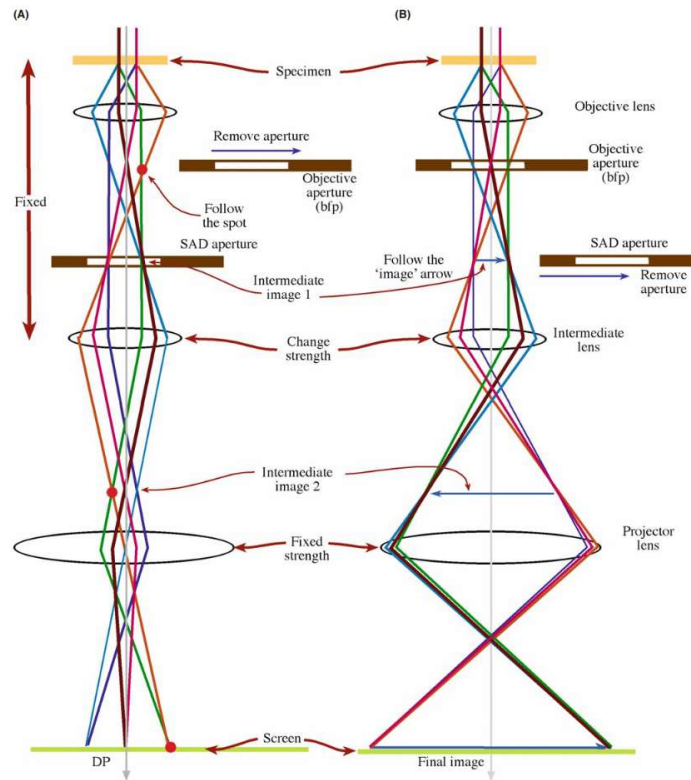 (A)
(B)
Specimen
Objective lens
Remove aperture
Objective
aperture
(bfp)
Objective
aperture
(bfp)
Fixed
Follow
the spot
SAD aperture
Follow the
'image' arrow
SAD aperture
Intermediate
image 1
Remove
aperture
Change
strength
Intermediate
lens
Intermediate
image 2
Fixed
strength
Projector
lens
Screen
DP
Final image